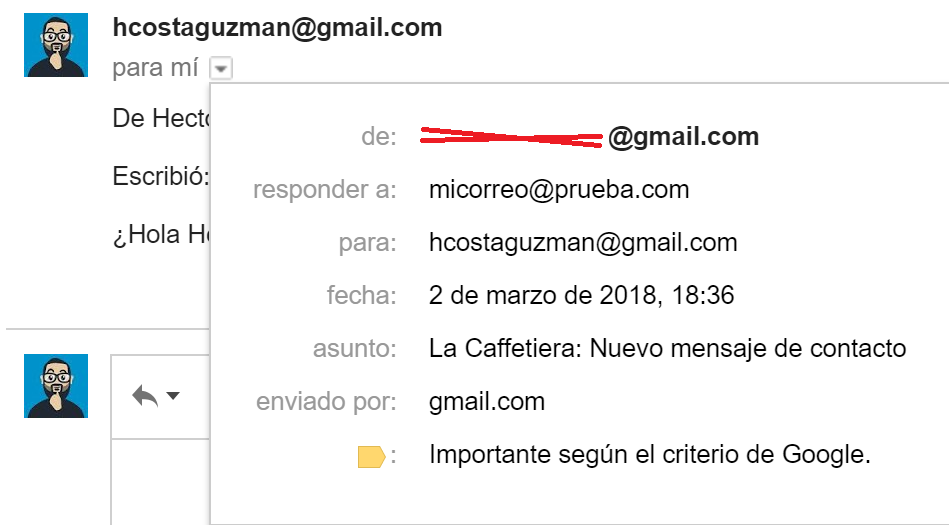 hcostaguzman@gmail.com
para mí
De Hecto
Escribió:
¿Hola He
de: @gmail.com
responder a: micorreo@prueba.com
para: hcostaguzman@gmail.com
fecha: 2 de marzo de 2018, 18:36
asunto: La Caffetiera: Nuevo mensaje de contacto
enviado por: gmail.com
: Importante según el criterio de Google.